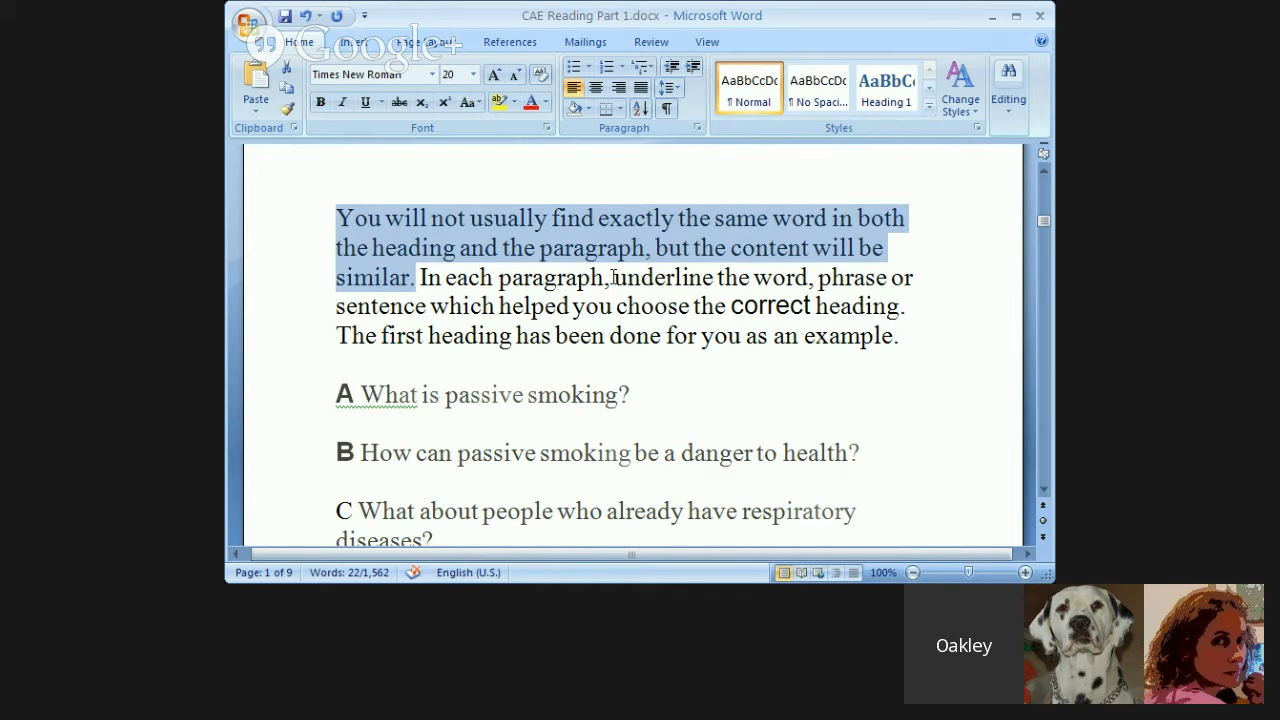 CAE Reading Part 1.docx - Microsoft Word
Google+
Home Insert Page Layout References Mailings Review View
Times New Roman 20
Paste
AaBbCcDc AaBbCcDc AaBbCc
¶ Normal ¶ No Spaci... Heading 1
Change Styles
Editing
Clipboard Font Paragraph Styles
You will not usually find exactly the same word in both
the heading and the paragraph, but the content will be
similar. In each paragraph, underline the word, phrase or
sentence which helped you choose the correct heading.
The first heading has been done for you as an example.
A What is passive smoking?
B How can passive smoking be a danger to health?
C What about people who already have respiratory
diseases?
Page: 1 of 9 Words: 22/1,562 English (U.S.) 100%
Oakley